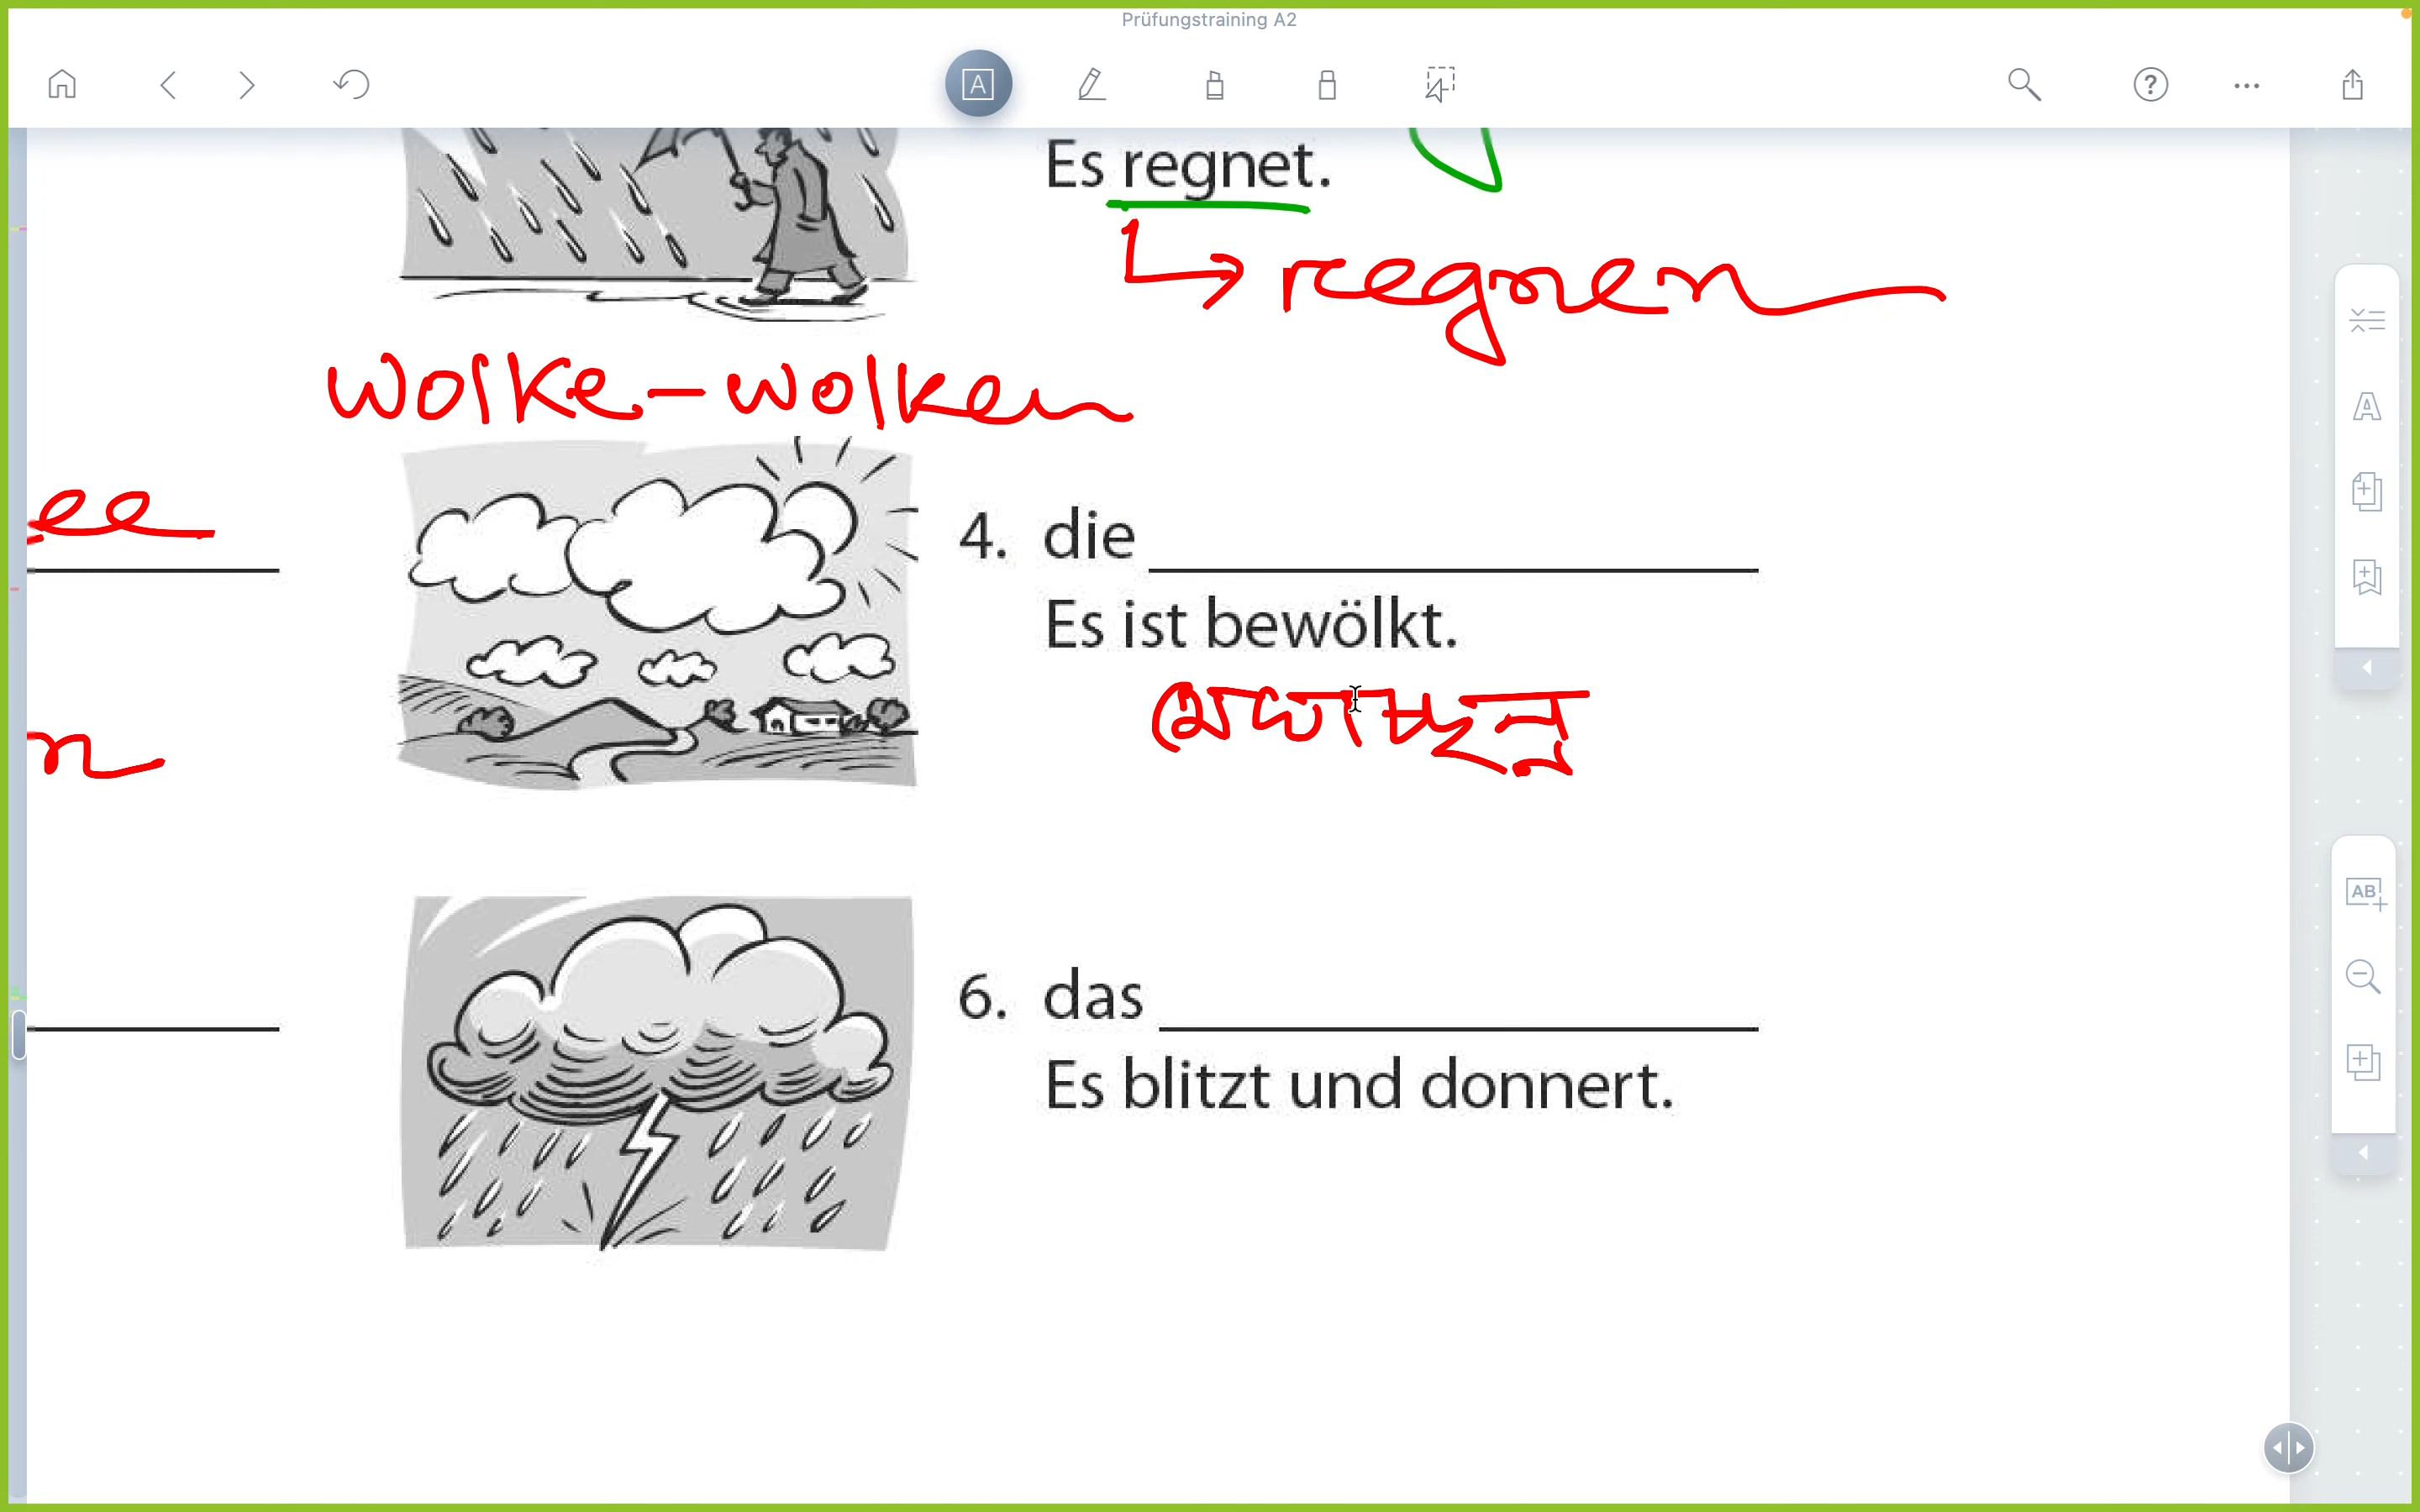 Prüfungstraining A2
A
Es regnet.
regnen
Wolke - wolken
ee
4. die
Es ist bewölkt.
n
6. das
Es blitzt und donnert.
A
AB